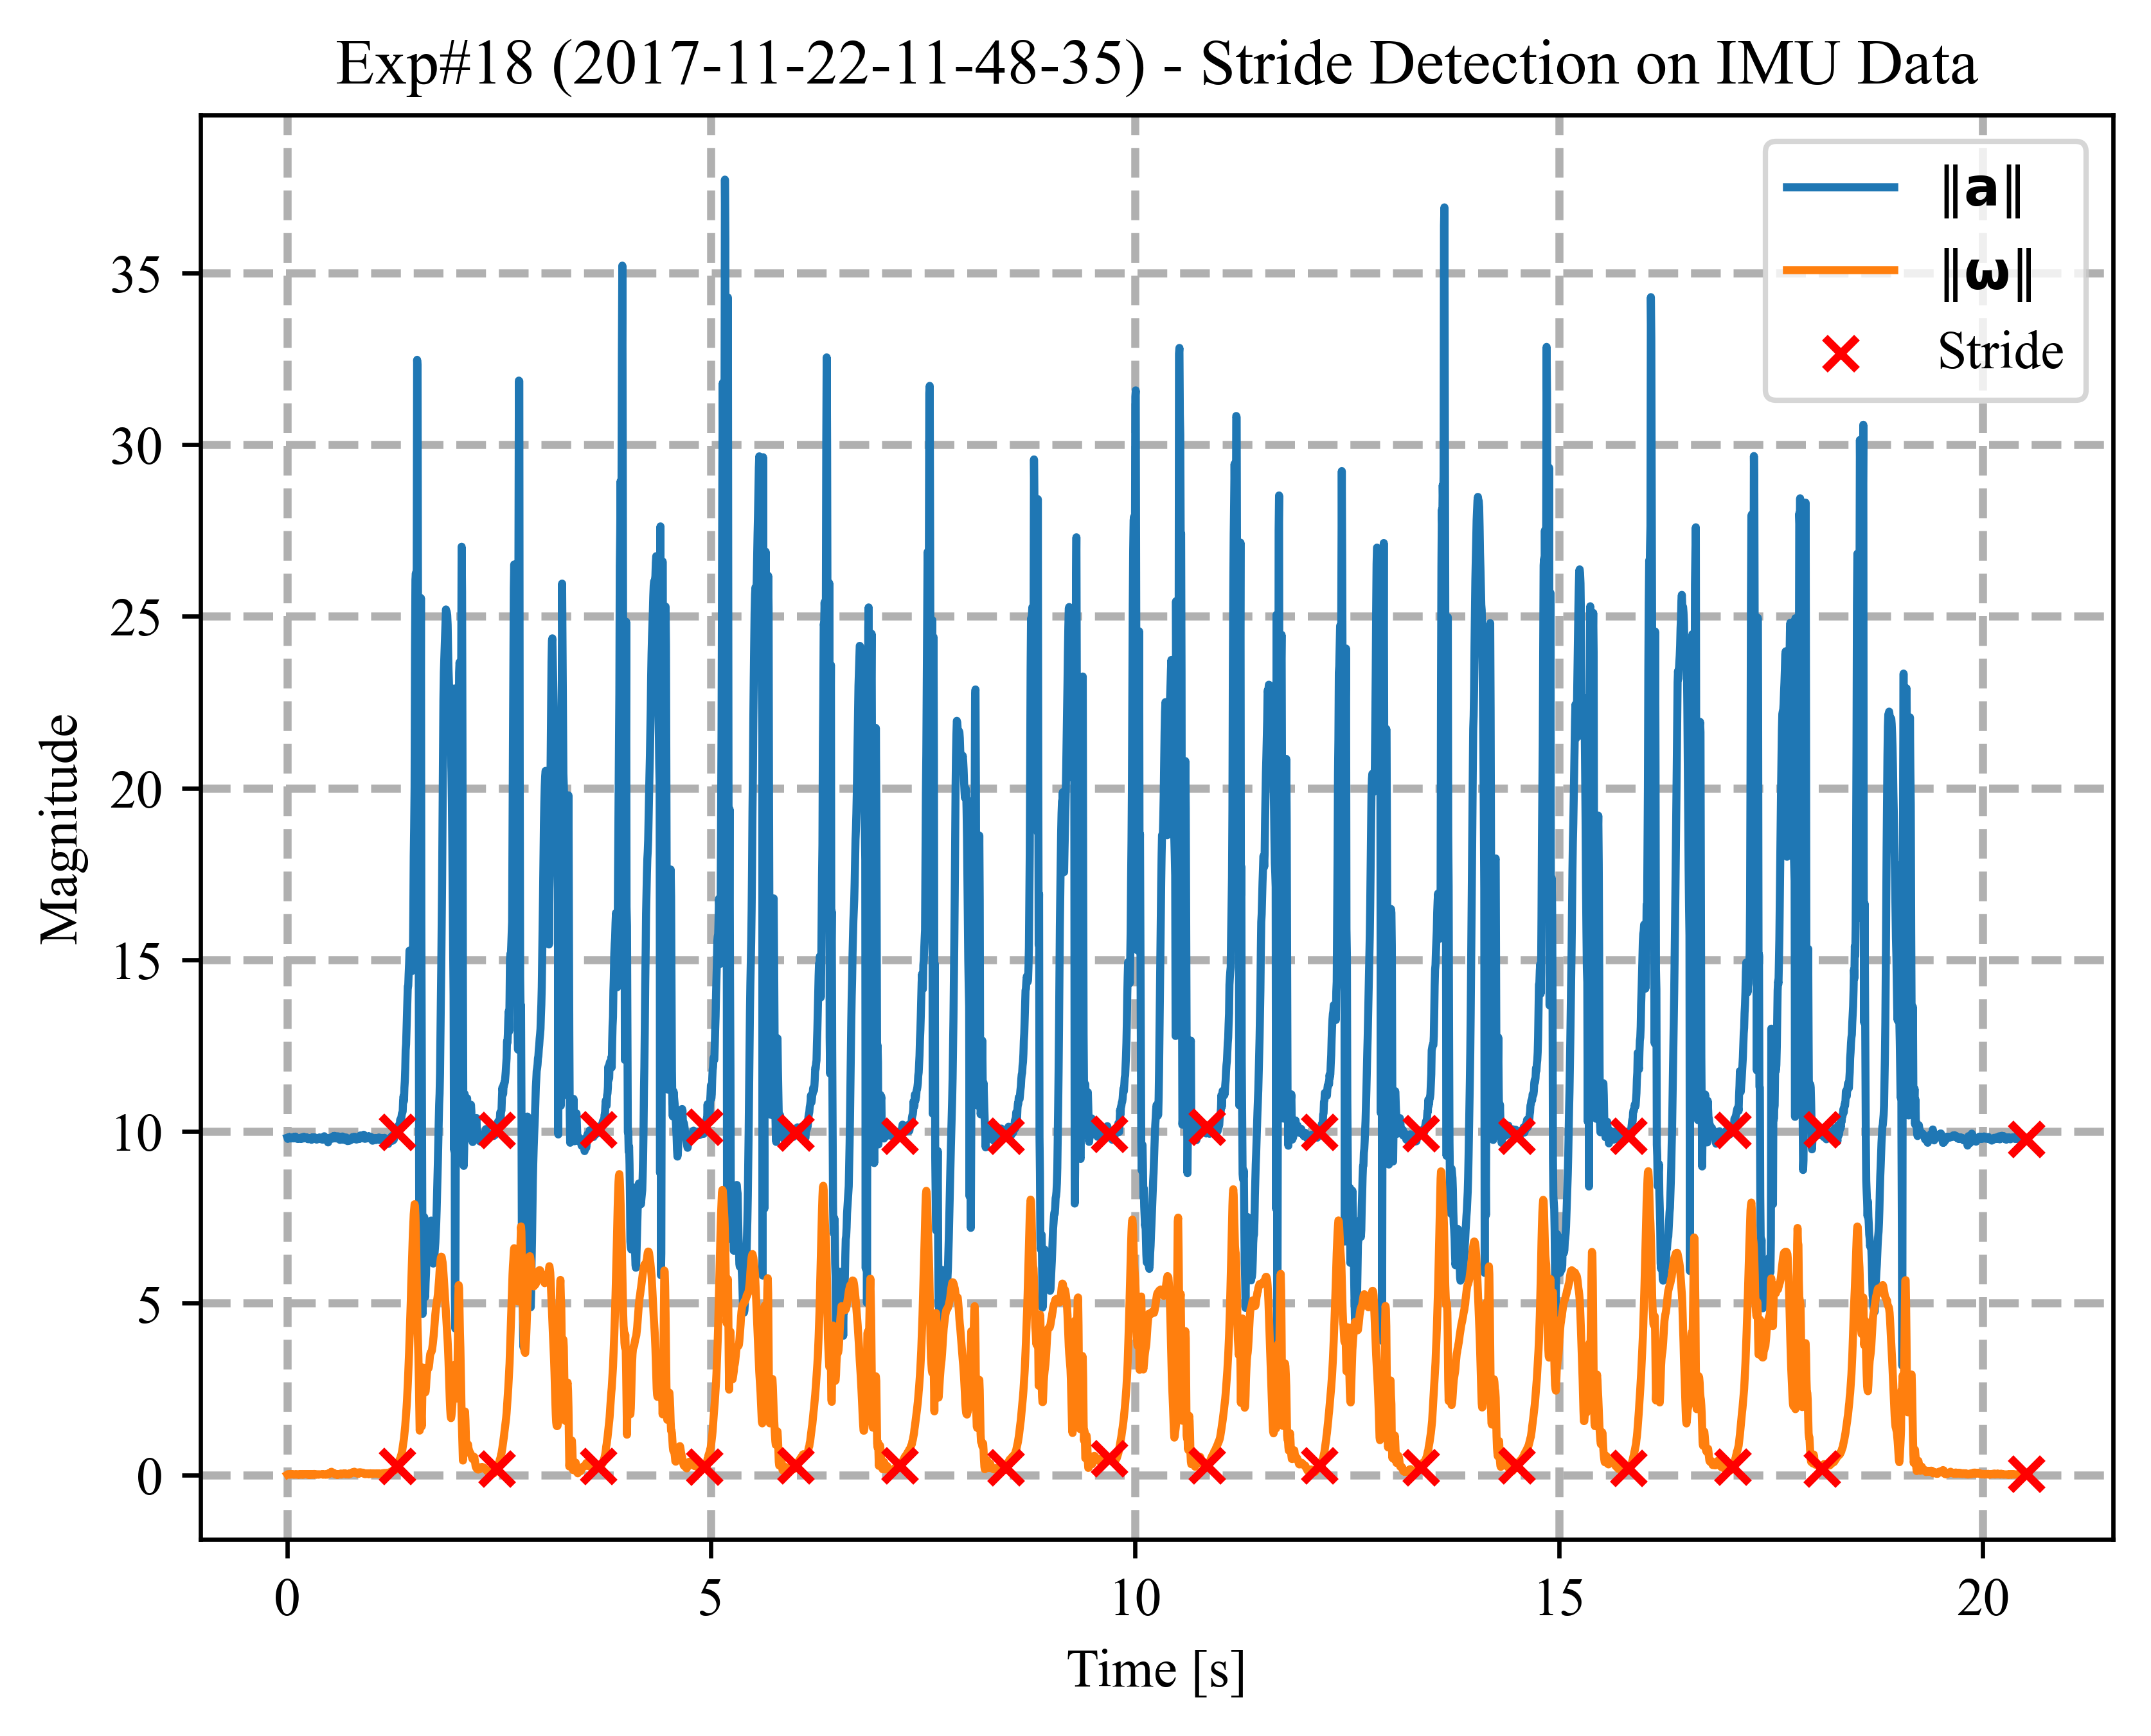 Exp#18 (2017-11-22-11-48-35) - Stride Detection on IMU Data
‖a‖
‖ω‖
Stride
Magnitude
35
30
25
20
15
10
5
0
0 5 10 15 20
Time [s]